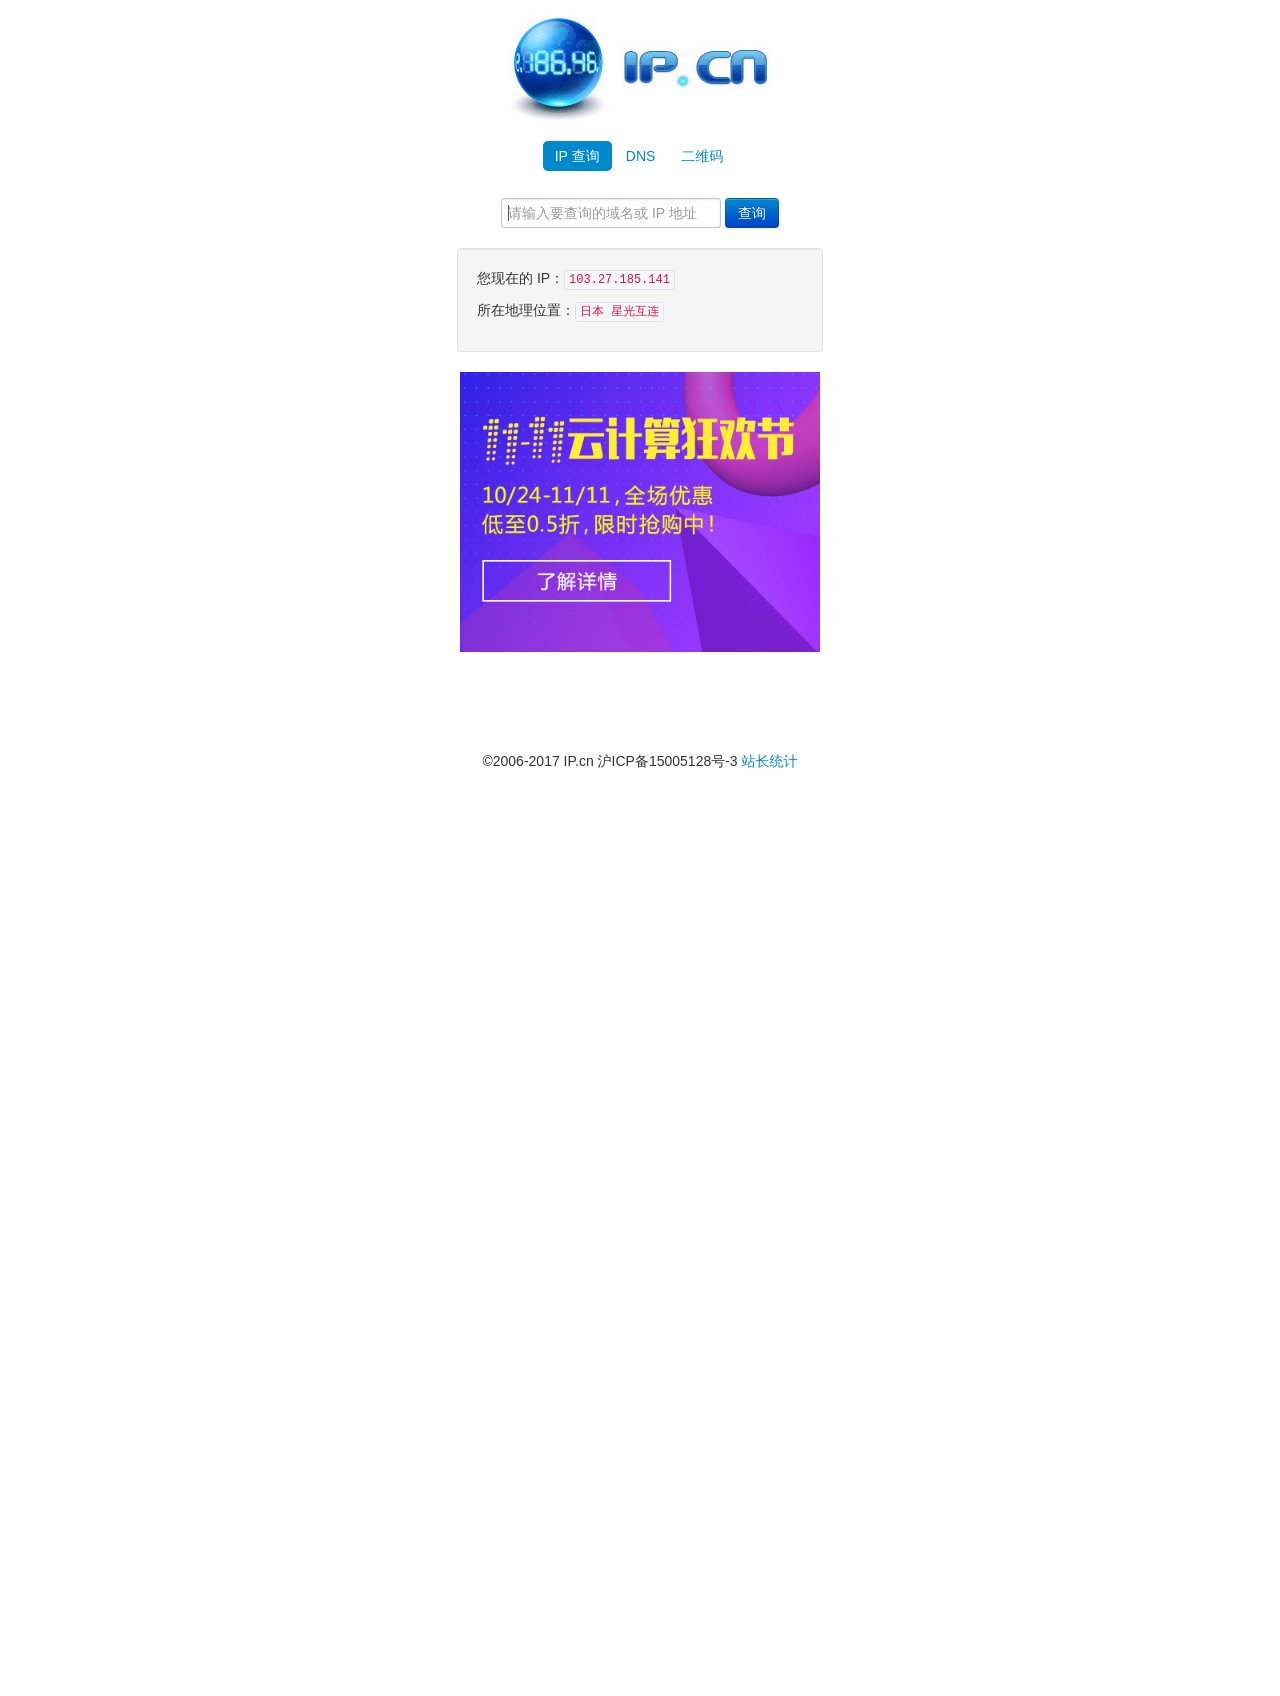 2.186.96.
IP.CN
IP 查询 DNS 二维码
请输入要查询的域名或 IP 地址 查询
您现在的 IP：103.27.185.141
所在地理位置：日本 星光互连
11-11云计算狂欢节
10/24-11/11，全场优惠
低至0.5折，限时抢购中！
了解详情
©2006-2017 IP.cn 沪ICP备15005128号-3 站长统计